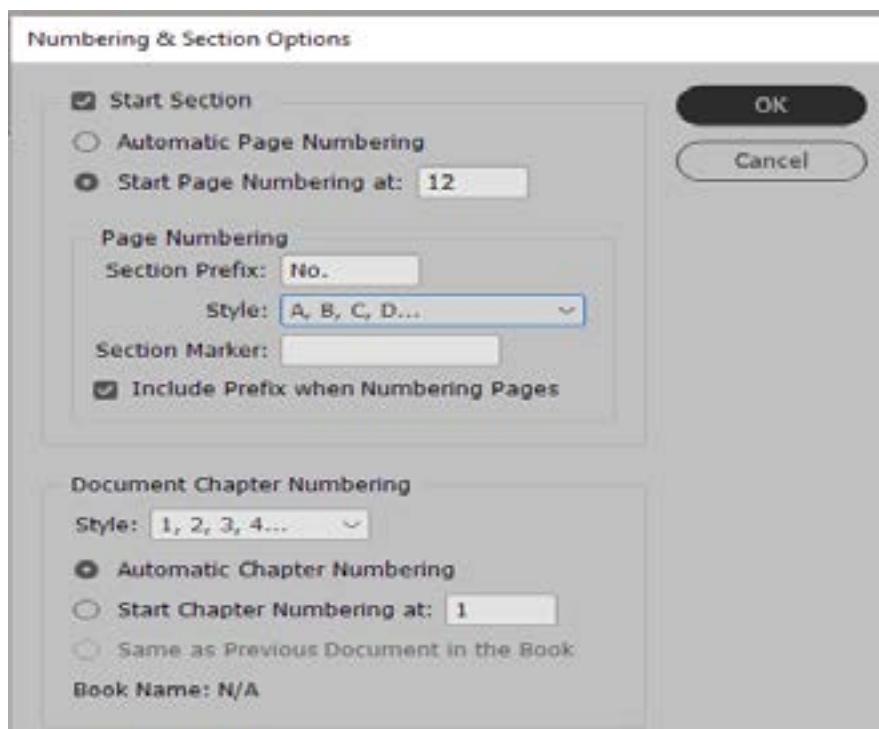 Numbering & Section Options
Start Section
OK
Automatic Page Numbering
Cancel
Start Page Numbering at: 12
Page Numbering
Section Prefix: No.
Style: A, B, C, D...
Section Marker:
Include Prefix when Numbering Pages
Document Chapter Numbering
Style: 1, 2, 3, 4...
Automatic Chapter Numbering
Start Chapter Numbering at: 1
Same as Previous Document in the Book
Book Name: N/A